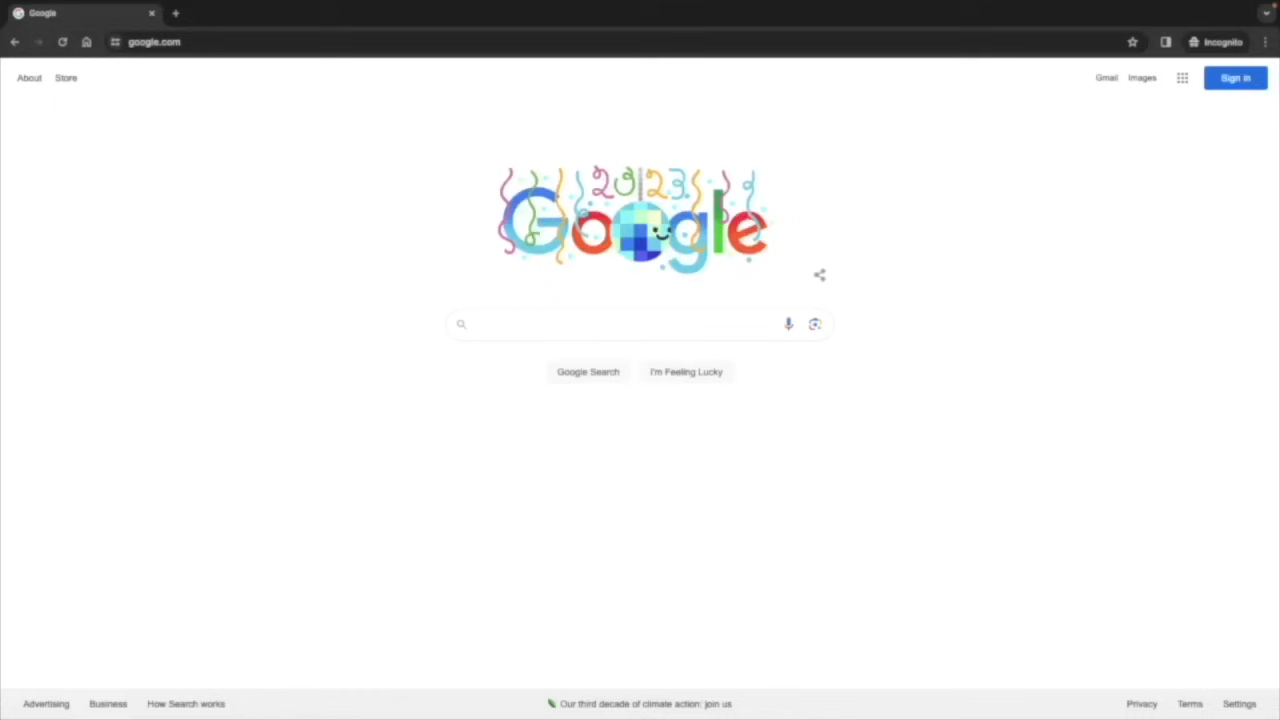 Google
google.com
Incognito
About Store
Gmail Images Sign in
2023
Google
Google Search I'm Feeling Lucky
Advertising Business How Search works
Our third decade of climate action: join us
Privacy Terms Settings